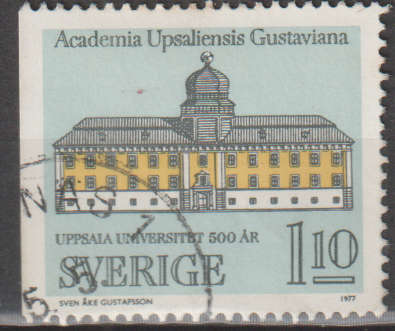 Academia Upsaliensis Gustaviana
UPPSALA UNIVERSITET 500 ÅR
SVERIGE
1 10
SVEN ÅKE GUSTAFSSON
1977